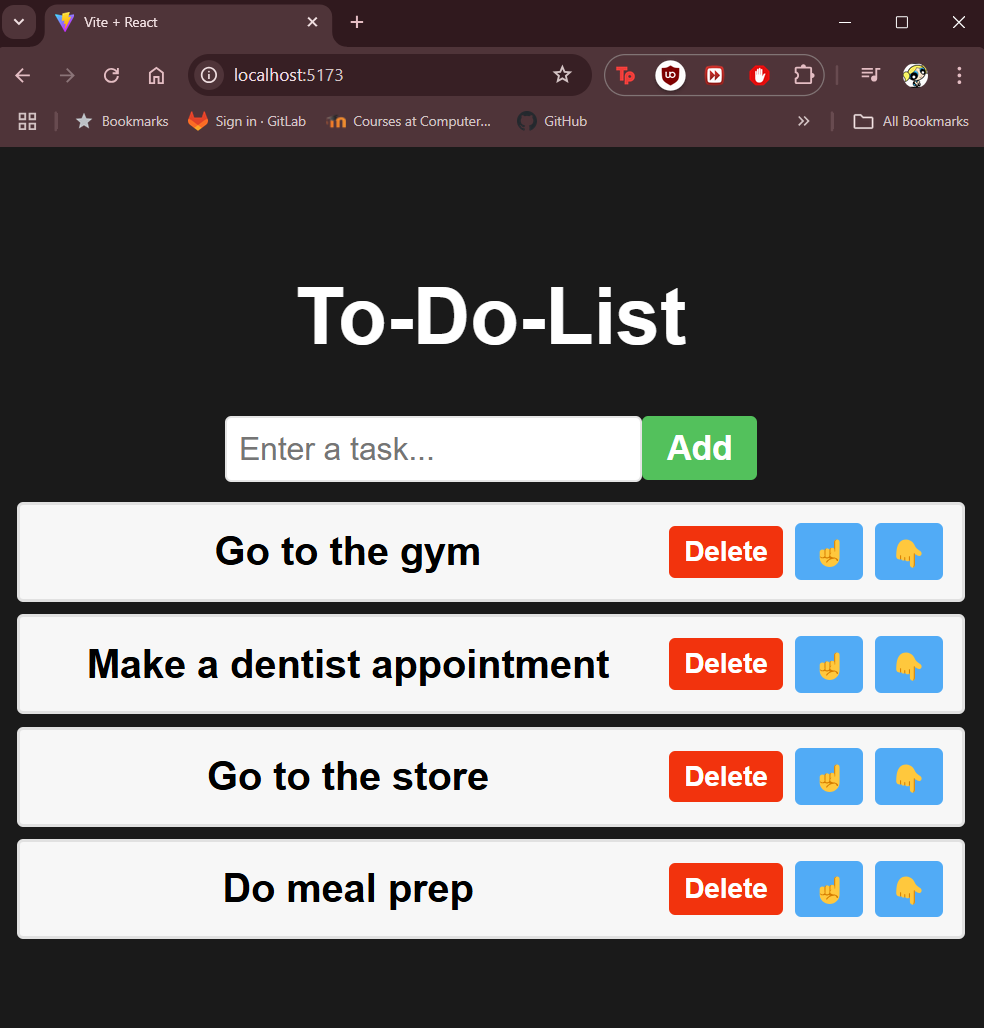 Vite + React
localhost:5173
Tp
UO
Bookmarks
Sign in · GitLab
Courses at Computer...
GitHub
All Bookmarks
To-Do-List
Enter a task...
Add
Go to the gym Delete ☝️ 👇
Make a dentist appointment Delete ☝️ 👇
Go to the store Delete ☝️ 👇
Do meal prep Delete ☝️ 👇